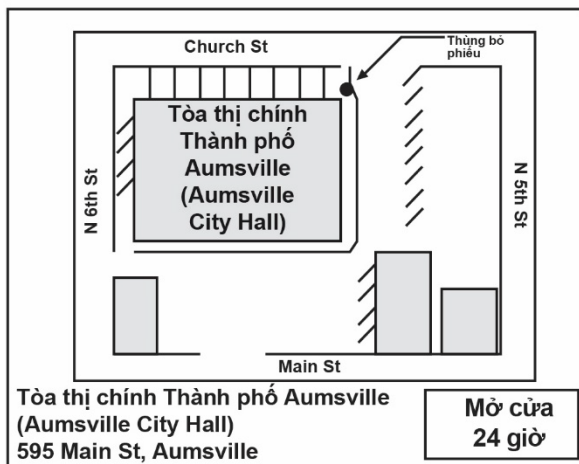 Church St
Thùng bỏ
phiếu
Tòa thị chính
Thành phố
Aumsville
(Aumsville
City Hall)
N 6th St
N 5th St
Main St
Tòa thị chính Thành phố Aumsville
(Aumsville City Hall)
595 Main St, Aumsville
Mở cửa
24 giờ